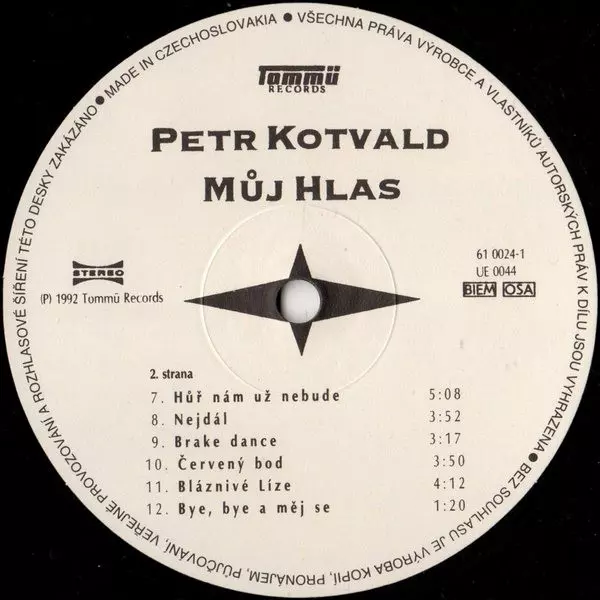 MADE IN CZECHOSLOVAKIA ● VŠECHNA PRÁVA VÝROBCE A VLASTNÍKŮ AUTORSKÝCH PRÁV K DÍLU JSOU VYHRAZENA ● BEZ SOUHLASU JE VÝROBA KOPIÍ, PRONÁJEM, PŮJČOVÁNÍ, VEŘEJNÉ PROVOZOVÁNÍ A ROZHLASOVÉ ŠÍŘENÍ TÉTO DESKY ZAKÁZÁNO ●
Tommü
RECORDS
PETR KOTVALD
MŮJ HLAS
STEREO
(P) 1992 Tommü Records
61 0024-1
UE 0044
BIEM OSA
2. strana
7. Hůř nám už nebude 5:08
8. Nejdál 3:52
9. Brake dance 3:17
10. Červený bod 3:50
11. Bláznivé Líze 4:12
12. Bye, bye a měj se 1:20